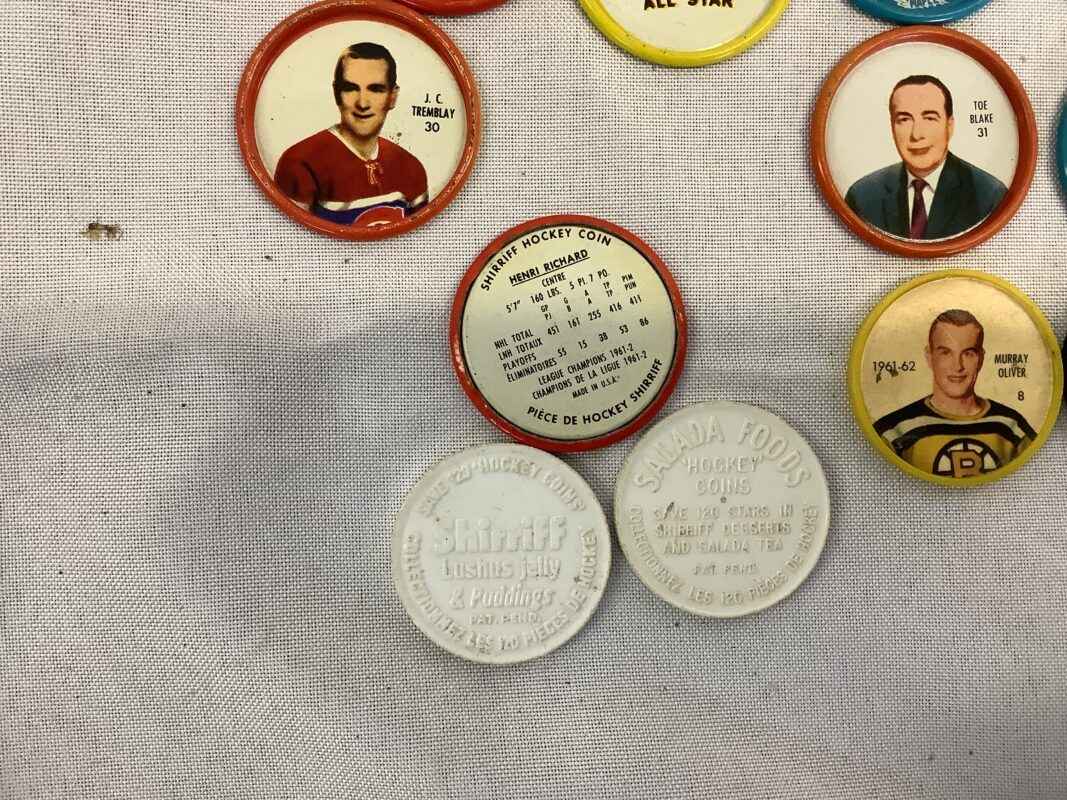 ALL STAR
J. C.
TREMBLAY
30
TOE
BLAKE
31
SHIRRIFF HOCKEY COIN
HENRI RICHARD
CENTRE
5'7" 160 LBS. 5 PI. 7 PO.
GP G A TP PIM
PJ B A TP PUN
NHL TOTAL
LNH TOTAUX 451 161 255 416 411
PLAYOFFS
ÉLIMINATOIRES 55 15 38 53 86
LEAGUE CHAMPIONS 1961-2
CHAMPIONS DE LA LIGUE 1961-2
MADE IN U.S.A.
PIÈCE DE HOCKEY SHIRRIFF
1961-62
MURRAY
OLIVER
8
B
SAVE 120 'HOCKEY COINS'
Shirriff
Lushus jelly
& Puddings
PAT. PEND.
COLLECTIONNEZ LES 120 PIÈCES DE HOCKEY
SALADA FOODS
'HOCKEY'
COINS
SAVE 120 STARS IN
SHIRRIFF DESSERTS
AND SALADA TEA
PAT. PEND.
COLLECTIONNEZ LES 120 PIÈCES DE HOCKEY